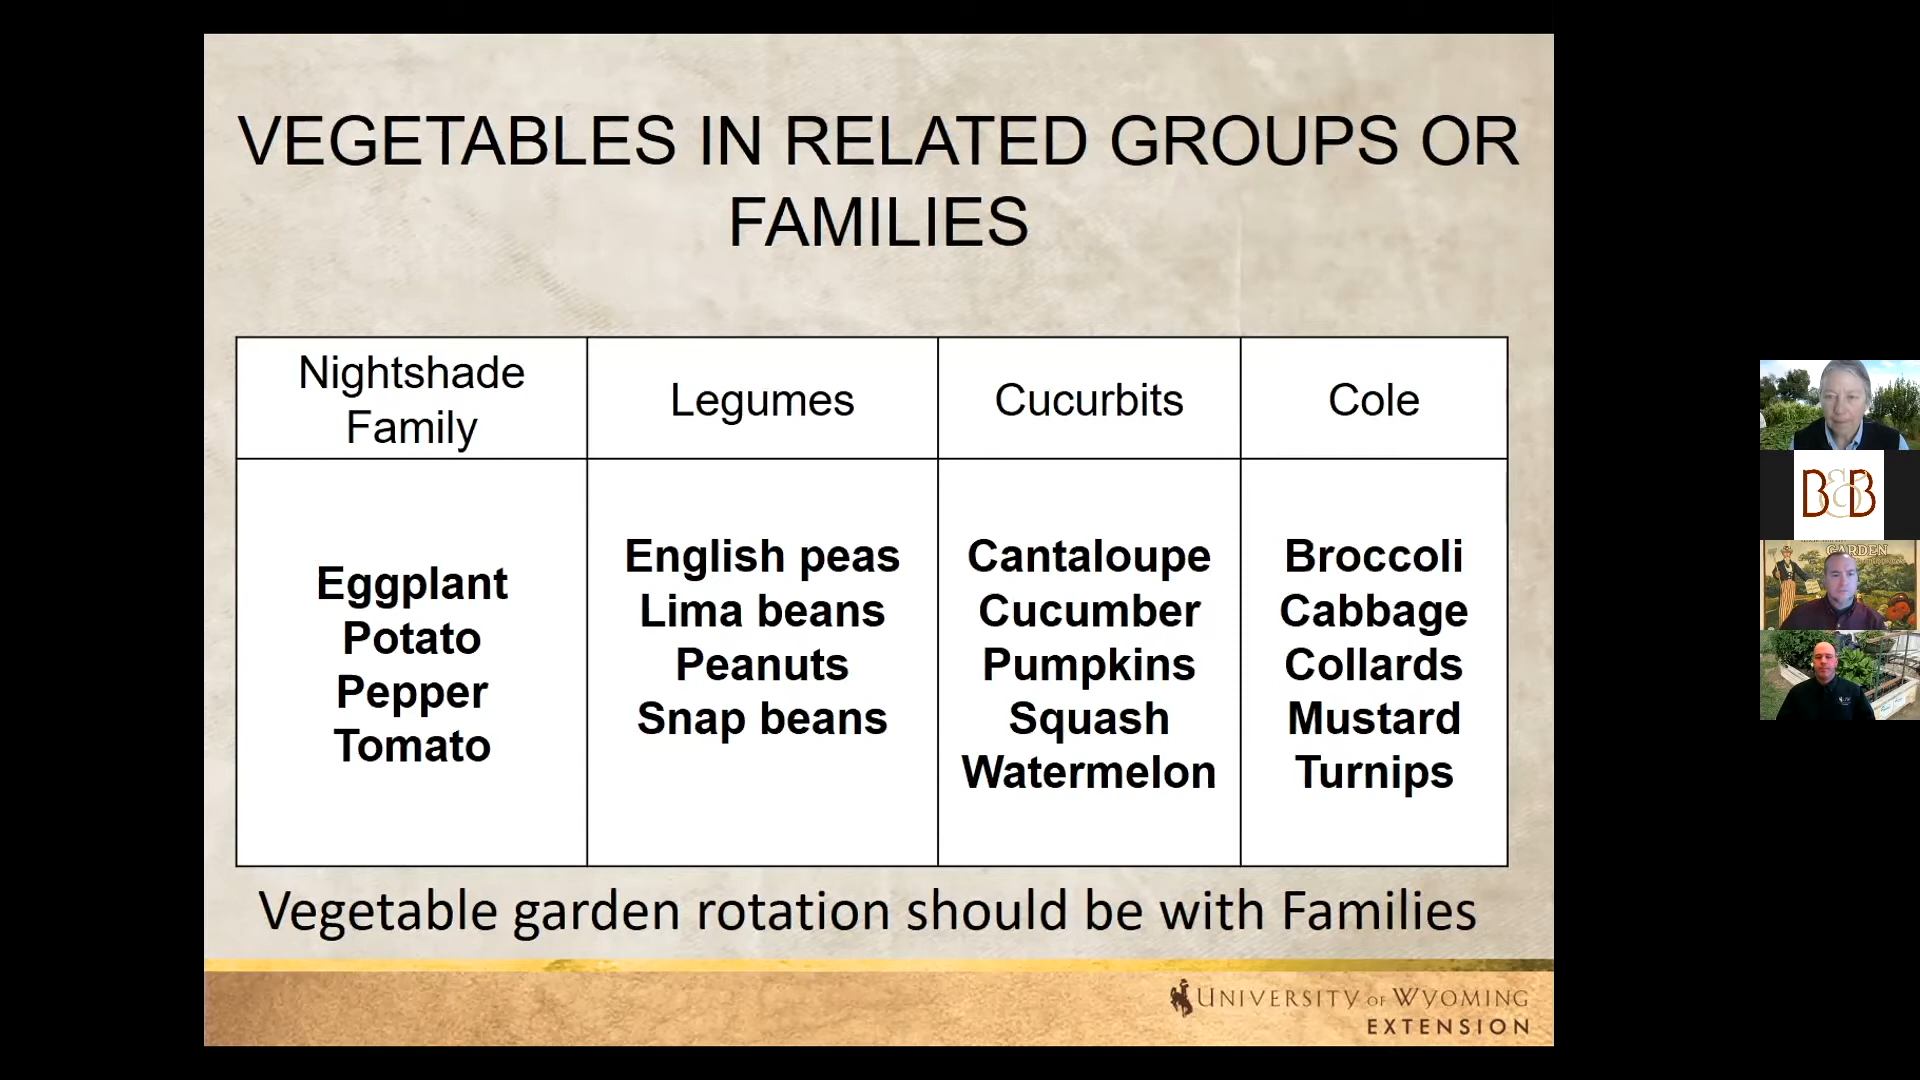 VEGETABLES IN RELATED GROUPS OR
FAMILIES
Nightshade
Family
Legumes
Cucurbits
Cole
Eggplant
Potato
Pepper
Tomato
English peas
Lima beans
Peanuts
Snap beans
Cantaloupe
Cucumber
Pumpkins
Squash
Watermelon
Broccoli
Cabbage
Collards
Mustard
Turnips
Vegetable garden rotation should be with Families
UNIVERSITY OF WYOMING
EXTENSION
B&B
GARDEN